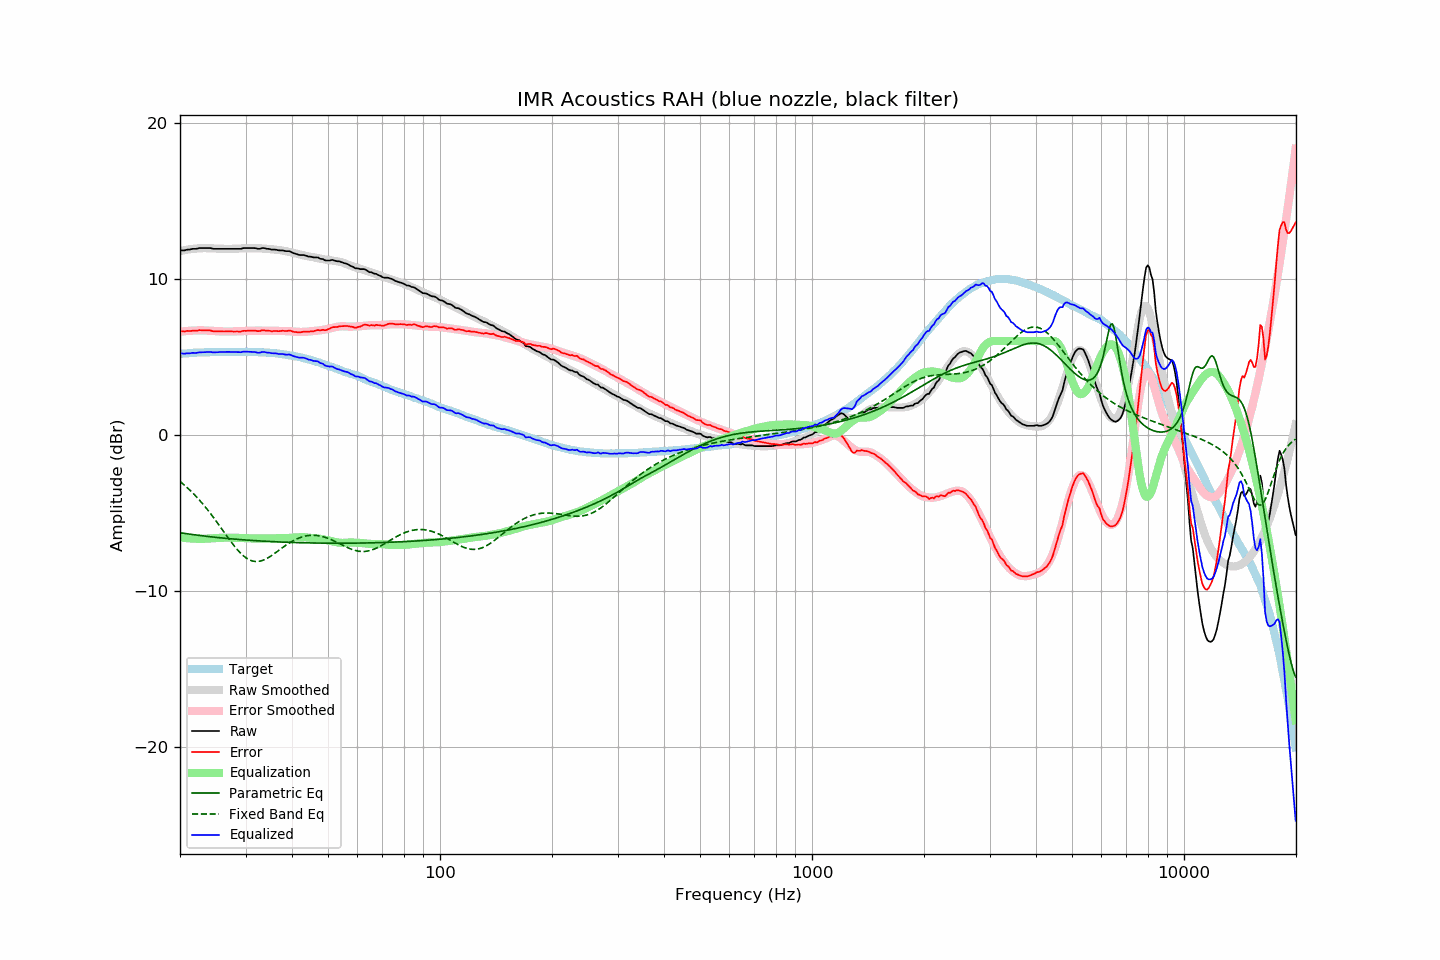 IMR Acoustics RAH (blue nozzle, black filter)
20
10
0
−10
−20
Amplitude (dBr)
Target
Raw Smoothed
Error Smoothed
Raw
Error
Equalization
Parametric Eq
Fixed Band Eq
Equalized
100
1000
10000
Frequency (Hz)